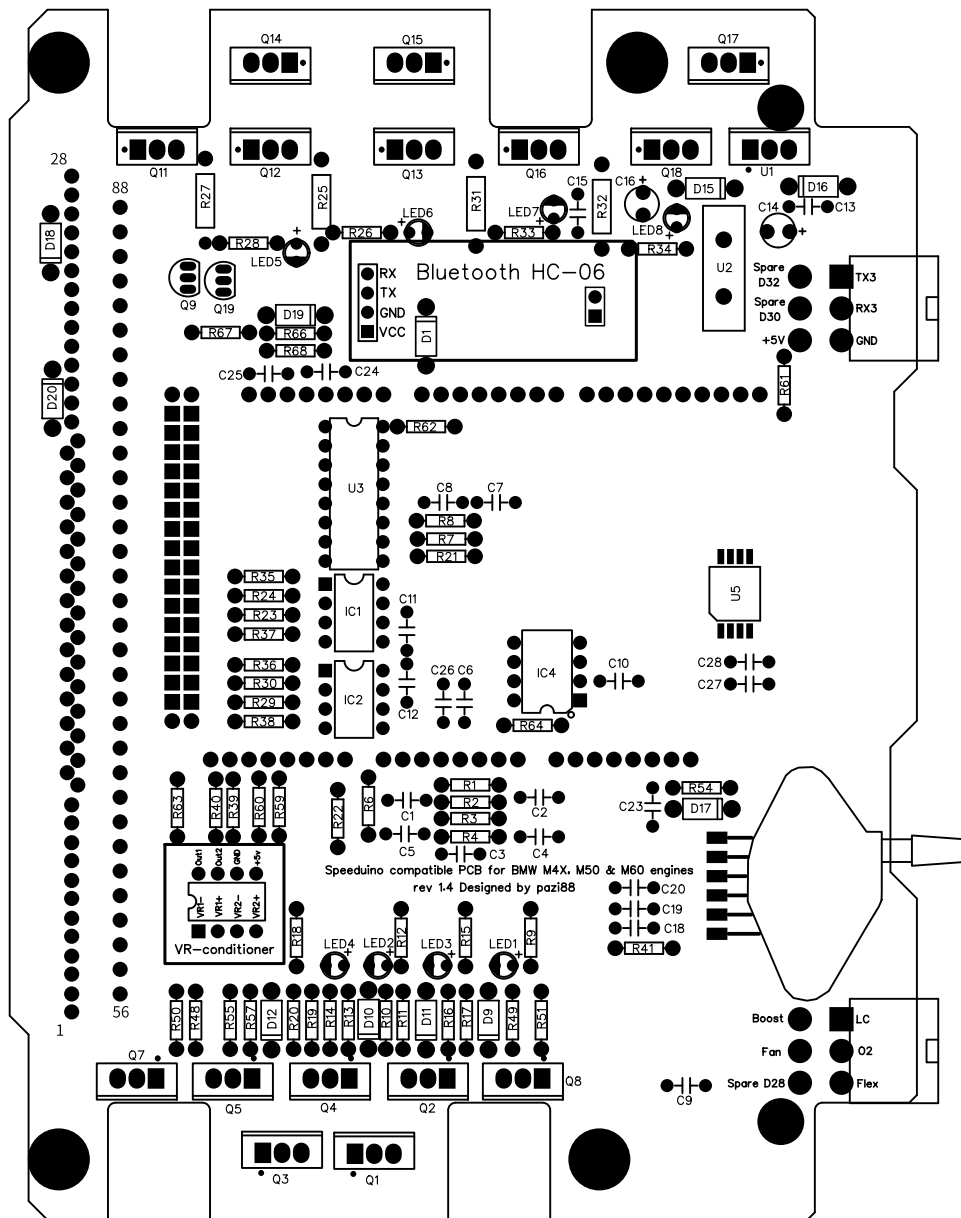 Q14
Q15
Q17
Q11
Q12
Q13
Q16
Q18
U1
28
88
R27
R25
R31
R32
C15
C16
D15
D16
C13
C14
LED7
LED8
LED6
LED5
D18
R28
R26
R33
R34
U2
Bluetooth HC-06
RX
TX
GND
VCC
D1
Spare D32
Spare D30
+5V
TX3
RX3
GND
Q9
Q19
D19
R67
R66
R68
C25
C24
D20
R61
R62
U3
C8
C7
R8
R7
R21
R35
R24
R23
R37
IC1
C11
U5
R36
R30
R29
R38
IC2
C12
C26
C6
IC4
C10
R64
C28
C27
R63
R40
R39
R60
R59
R22
R6
C1
C5
R1
R2
R3
R4
C3
C2
C4
C23
R54
D17
Out1
Out2
GND
+5v
VR1-
VR1+
VR2-
VR2+
VR-conditioner
Speeduino compatible PCB for BMW M4X, M50 & M60 engines
rev 1.4 Designed by pazi88
C20
C19
C18
R41
R18
R12
R15
R9
LED4
LED2
LED3
LED1
1
56
R50
R48
R55
R57
D12
R20
R19
R14
R13
D10
R10
R11
D11
R16
R17
D9
R49
R51
Boost
Fan
Spare D28
LC
O2
Flex
Q7
Q5
Q4
Q2
Q8
C9
Q3
Q1